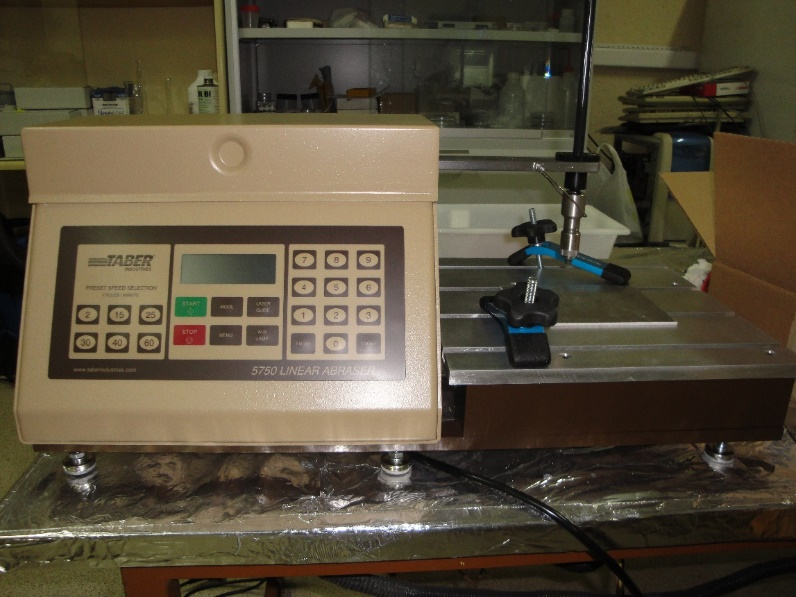 TABER
INDUSTRIES
PRESET SPEED SELECTION
CYCLES / MINUTE
2 15 25
30 40 60
START MODE
STOP MENU
7 8 9
4 5 6
1 2 3
0
www.taberindustries.com
5750 LINEAR ABRASER